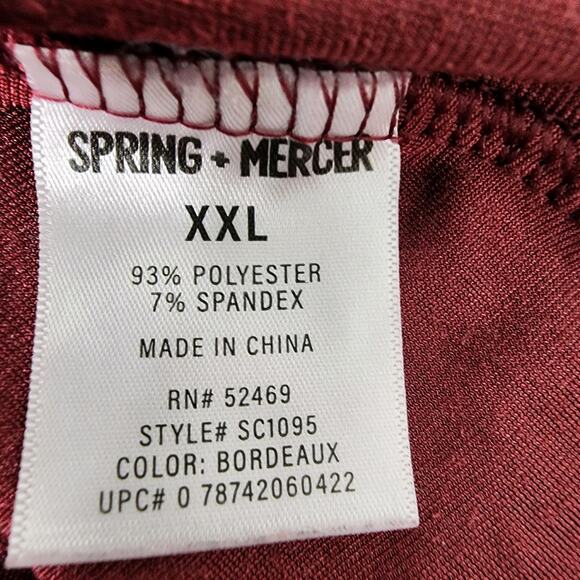 SPRING + MERCER
XXL
93% POLYESTER
7% SPANDEX
MADE IN CHINA
RN# 52469
STYLE# SC1095
COLOR: BORDEAUX
UPC# 0 78742060422